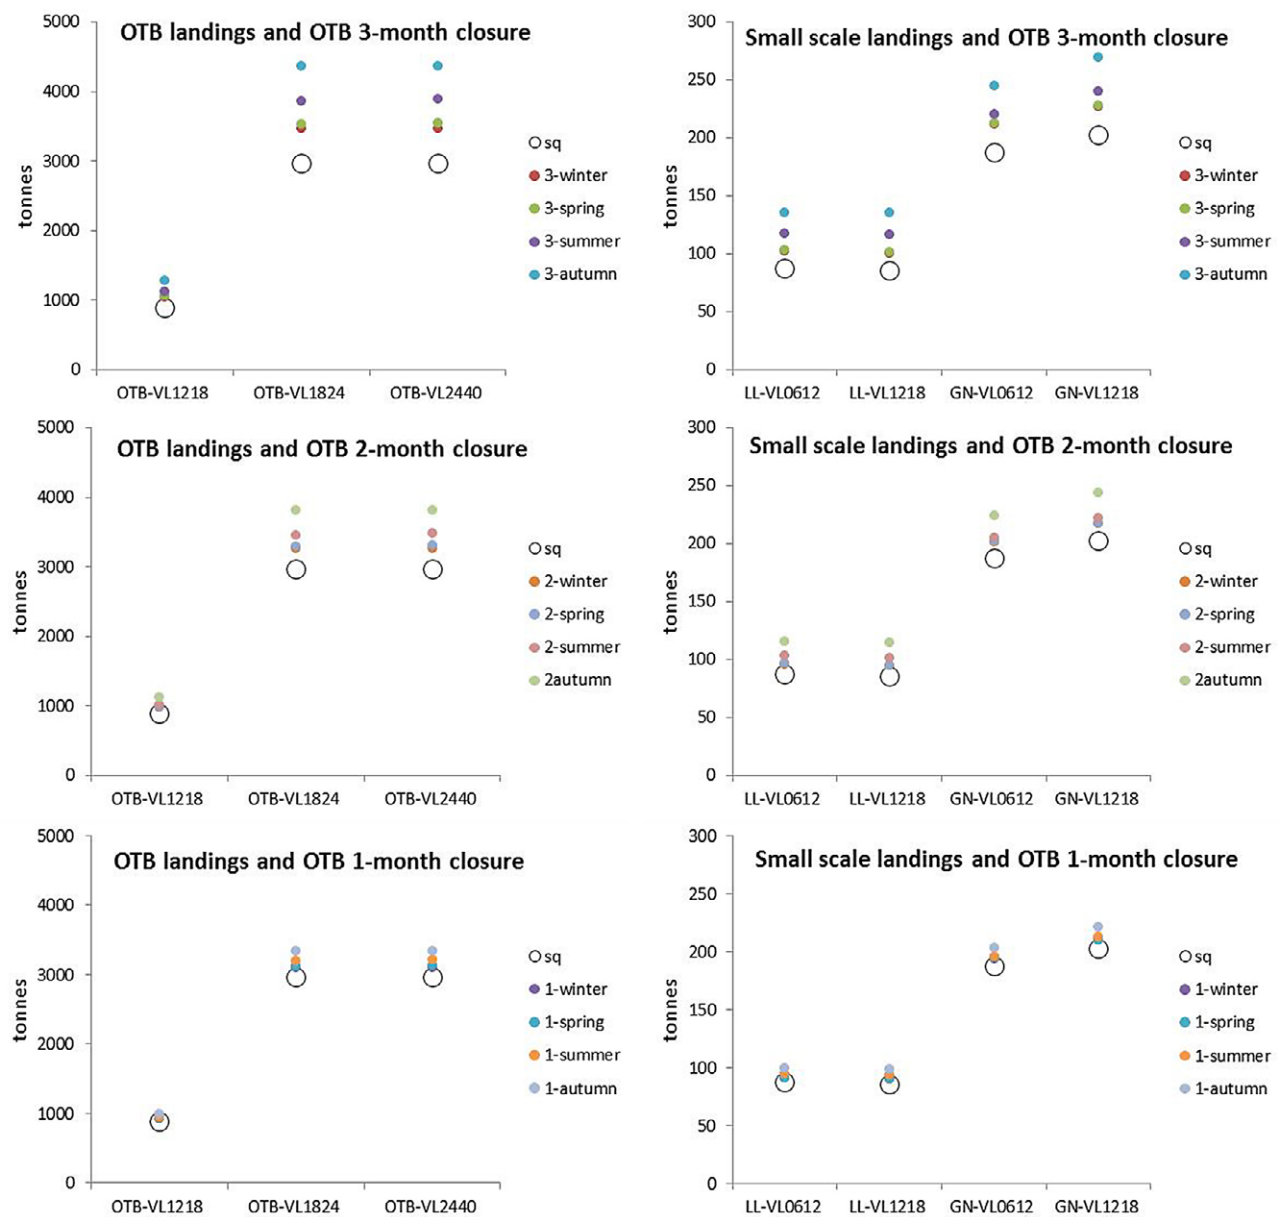 OTB landings and OTB 3-month closure
5000
4000
3000
2000
1000
0
tonnes
OTB-VL1218 OTB-VL1824 OTB-VL2440
sq
3-winter
3-spring
3-summer
3-autumn
Small scale landings and OTB 3-month closure
300
250
200
150
100
50
0
tonnes
LL-VL0612 LL-VL1218 GN-VL0612 GN-VL1218
sq
3-winter
3-spring
3-summer
3-autumn
OTB landings and OTB 2-month closure
5000
4000
3000
2000
1000
0
tonnes
OTB-VL1218 OTB-VL1824 OTB-VL2440
sq
2-winter
2-spring
2-summer
2autumn
Small scale landings and OTB 2-month closure
300
250
200
150
100
50
0
tonnes
LL-VL0612 LL-VL1218 GN-VL0612 GN-VL1218
sq
2-winter
2-spring
2-summer
2autumn
OTB landings and OTB 1-month closure
5000
4000
3000
2000
1000
0
tonnes
OTB-VL1218 OTB-VL1824 OTB-VL2440
sq
1-winter
1-spring
1-summer
1-autumn
Small scale landings and OTB 1-month closure
300
250
200
150
100
50
0
tonnes
LL-VL0612 LL-VL1218 GN-VL0612 GN-VL1218
sq
1-winter
1-spring
1-summer
1-autumn